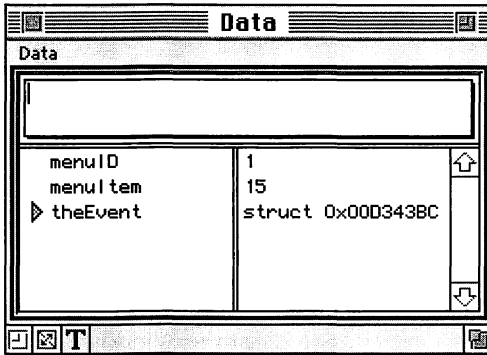 Data
Data
menuID 1
menuItem 15
theEvent struct 0x00D343BC
T